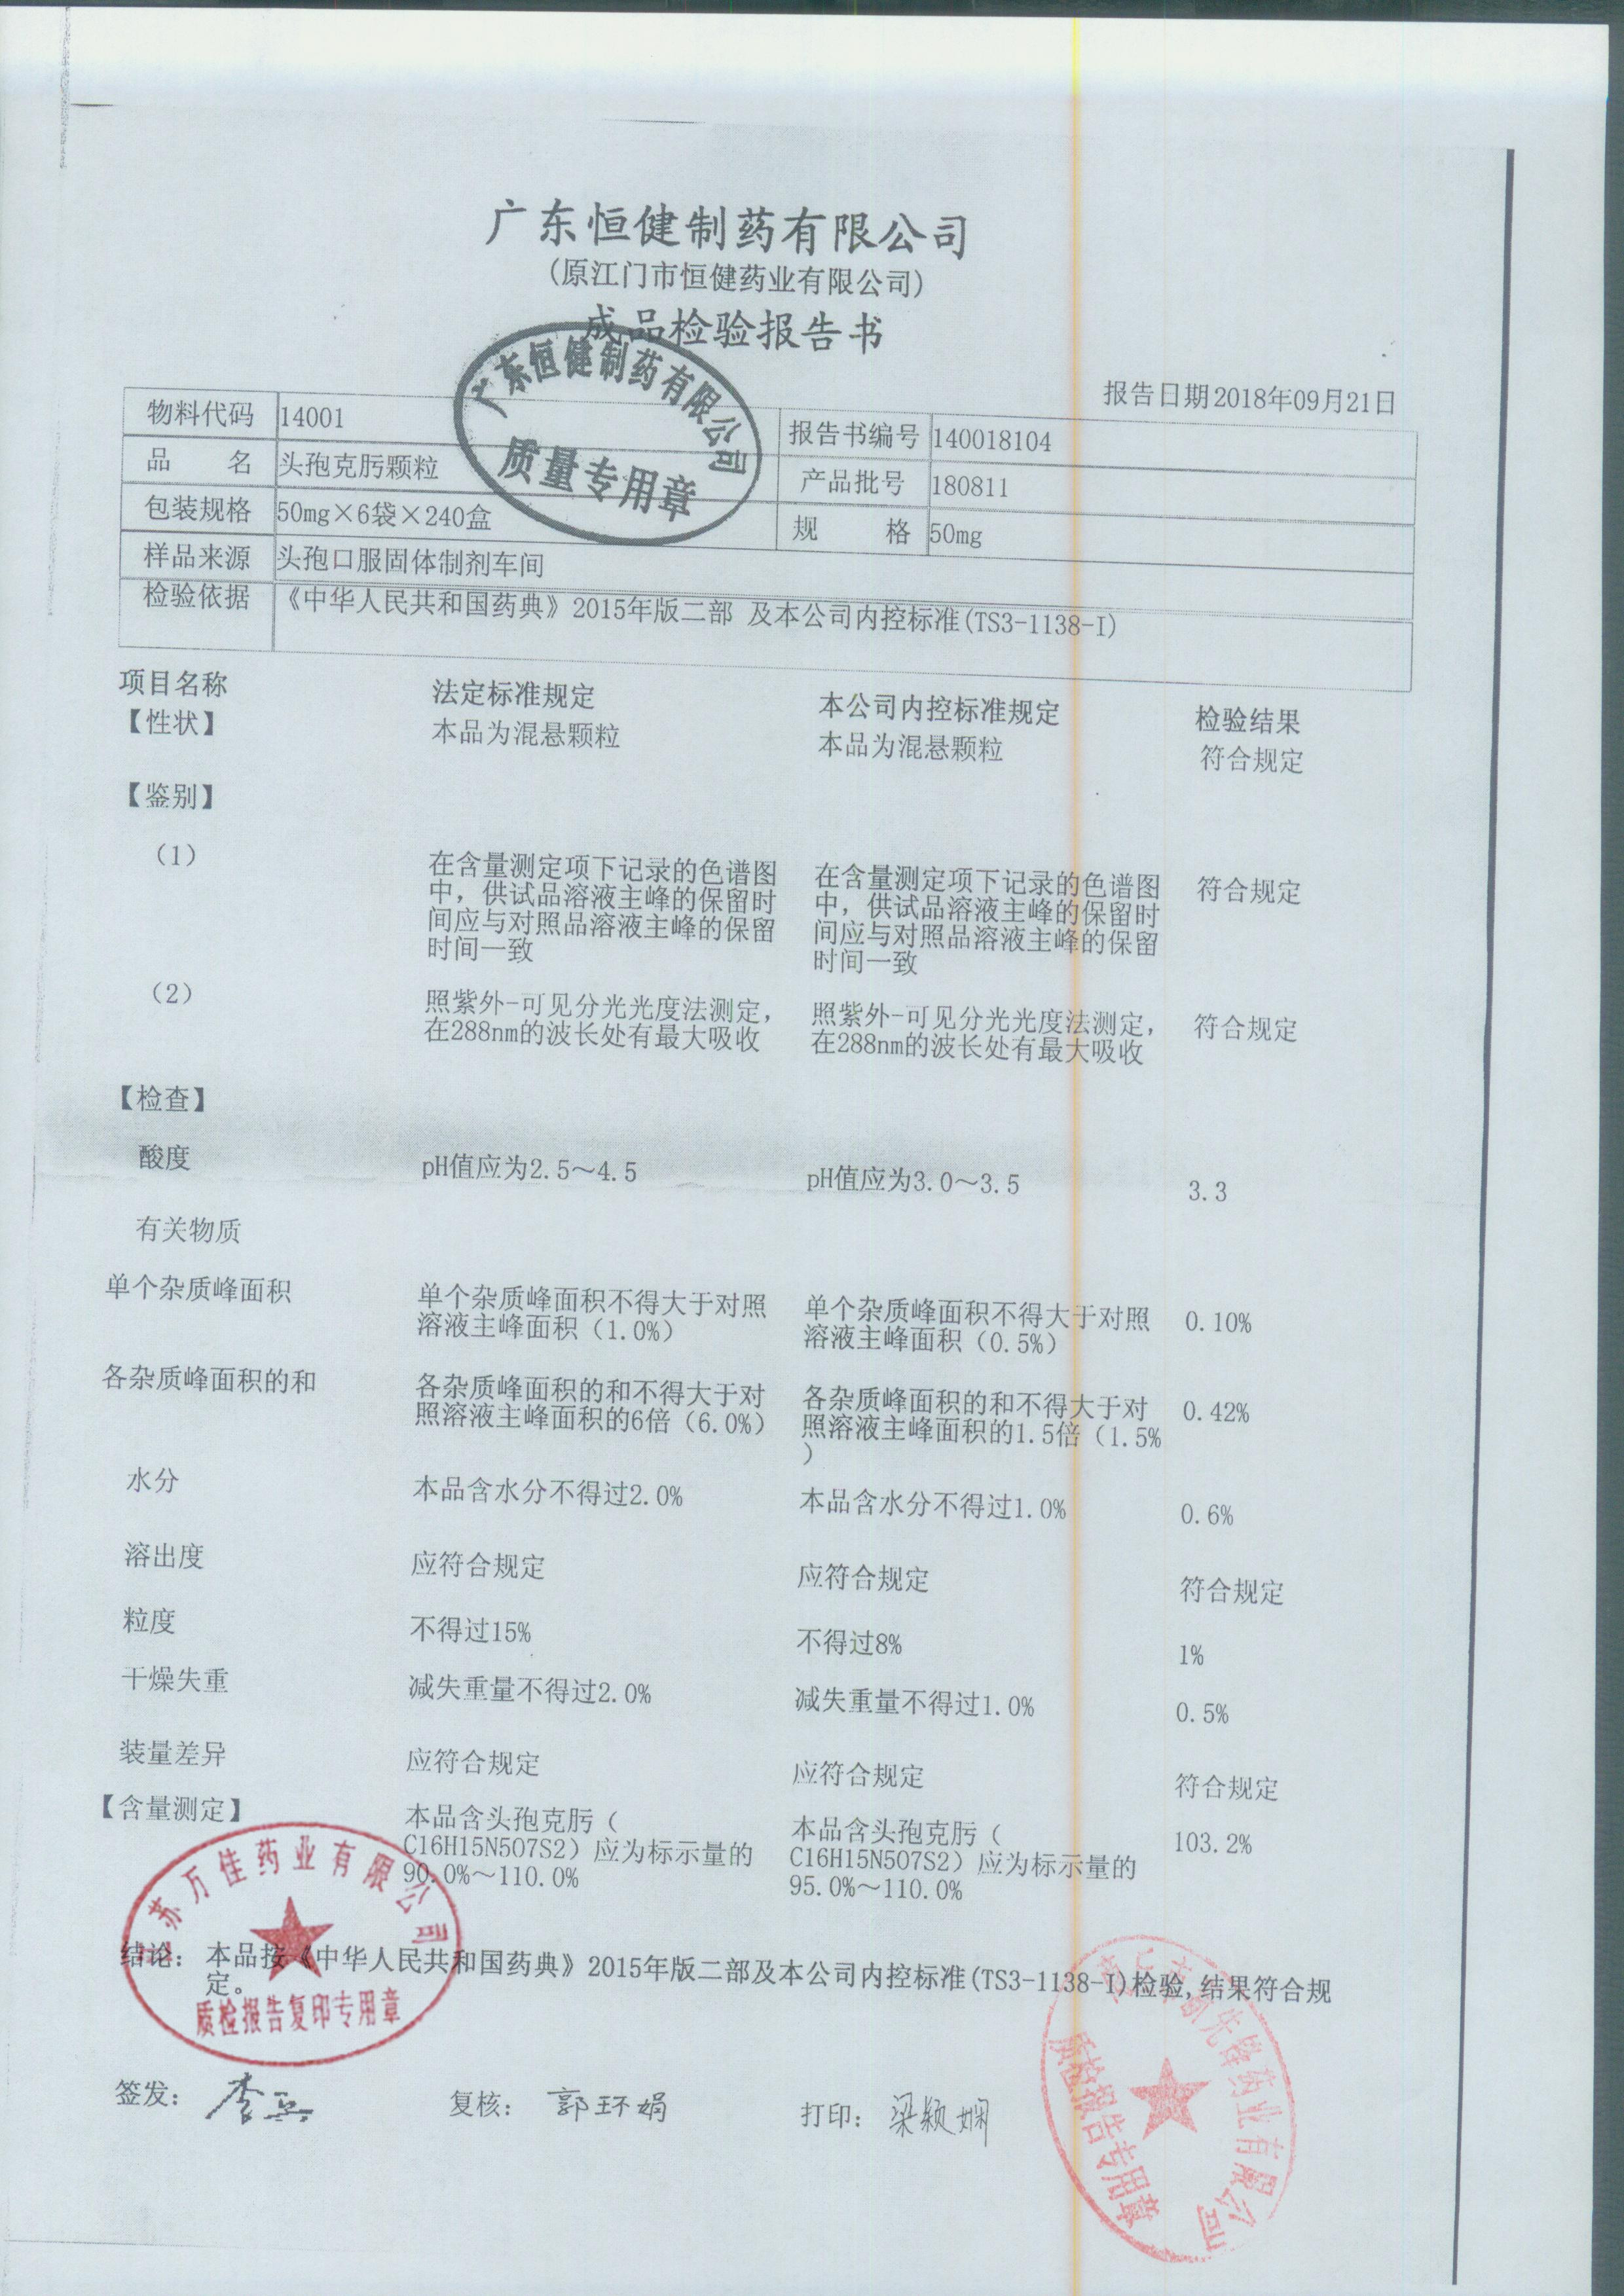 广东恒健制药有限公司
(原江门市恒健药业有限公司)
成品检验报告书
广东恒健制药有限公司
质量专用章
报告日期2018年09月21日
物料代码 14001 报告书编号 140018104
品 名 头孢克肟颗粒 产品批号 180811
包装规格 50mg×6袋×240盒 规 格 50mg
样品来源 头孢口服固体制剂车间
检验依据 《中华人民共和国药典》2015年版二部 及本公司内控标准(TS3-1138-I)
项目名称 法定标准规定 本公司内控标准规定 检验结果
【性状】 本品为混悬颗粒 本品为混悬颗粒 符合规定
【鉴别】
(1) 在含量测定项下记录的色谱图 在含量测定项下记录的色谱图 符合规定
中，供试品溶液主峰的保留时 中，供试品溶液主峰的保留时
间应与对照品溶液主峰的保留 间应与对照品溶液主峰的保留
时间一致 时间一致
(2) 照紫外-可见分光光度法测定， 照紫外-可见分光光度法测定， 符合规定
在288nm的波长处有最大吸收 在288nm的波长处有最大吸收
【检查】
酸度 pH值应为2.5～4.5 pH值应为3.0～3.5 3.3
有关物质
单个杂质峰面积 单个杂质峰面积不得大于对照 单个杂质峰面积不得大于对照 0.10%
溶液主峰面积（1.0%） 溶液主峰面积（0.5%）
各杂质峰面积的和 各杂质峰面积的和不得大于对 各杂质峰面积的和不得大于对 0.42%
照溶液主峰面积的6倍（6.0%） 照溶液主峰面积的1.5倍（1.5%
）
水分 本品含水分不得过2.0% 本品含水分不得过1.0% 0.6%
溶出度 应符合规定 应符合规定 符合规定
粒度 不得过15% 不得过8% 1%
干燥失重 减失重量不得过2.0% 减失重量不得过1.0% 0.5%
装量差异 应符合规定 应符合规定 符合规定
【含量测定】 本品含头孢克肟（ 本品含头孢克肟（ 103.2%
C16H15N5O7S2）应为标示量的 C16H15N5O7S2）应为标示量的
90.0%～110.0% 95.0%～110.0%
苏万佳药业有限公司
质检报告复印专用章
结论： 本品按《中华人民共和国药典》2015年版二部及本公司内控标准(TS3-1138-I)检验,结果符合规
定。
先锋药业有限公司
质检报告专用章
签发： 李 复核： 郭环娟 打印： 梁颖娴